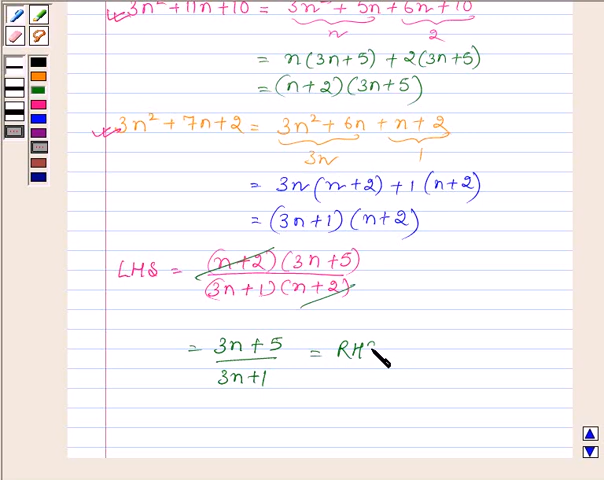 3n² + 11n + 10 = 3n² + 5n + 6n + 10
n 2
= n(3n+5) + 2(3n+5)
= (n+2)(3n+5)
3n² + 7n + 2 = 3n² + 6n + n + 2
3n 1
= 3n(n+2) + 1(n+2)
= (3n+1)(n+2)
LHS = (n+2)(3n+5)
(3n+1)(n+2)
= 3n+5 = RH
3n+1